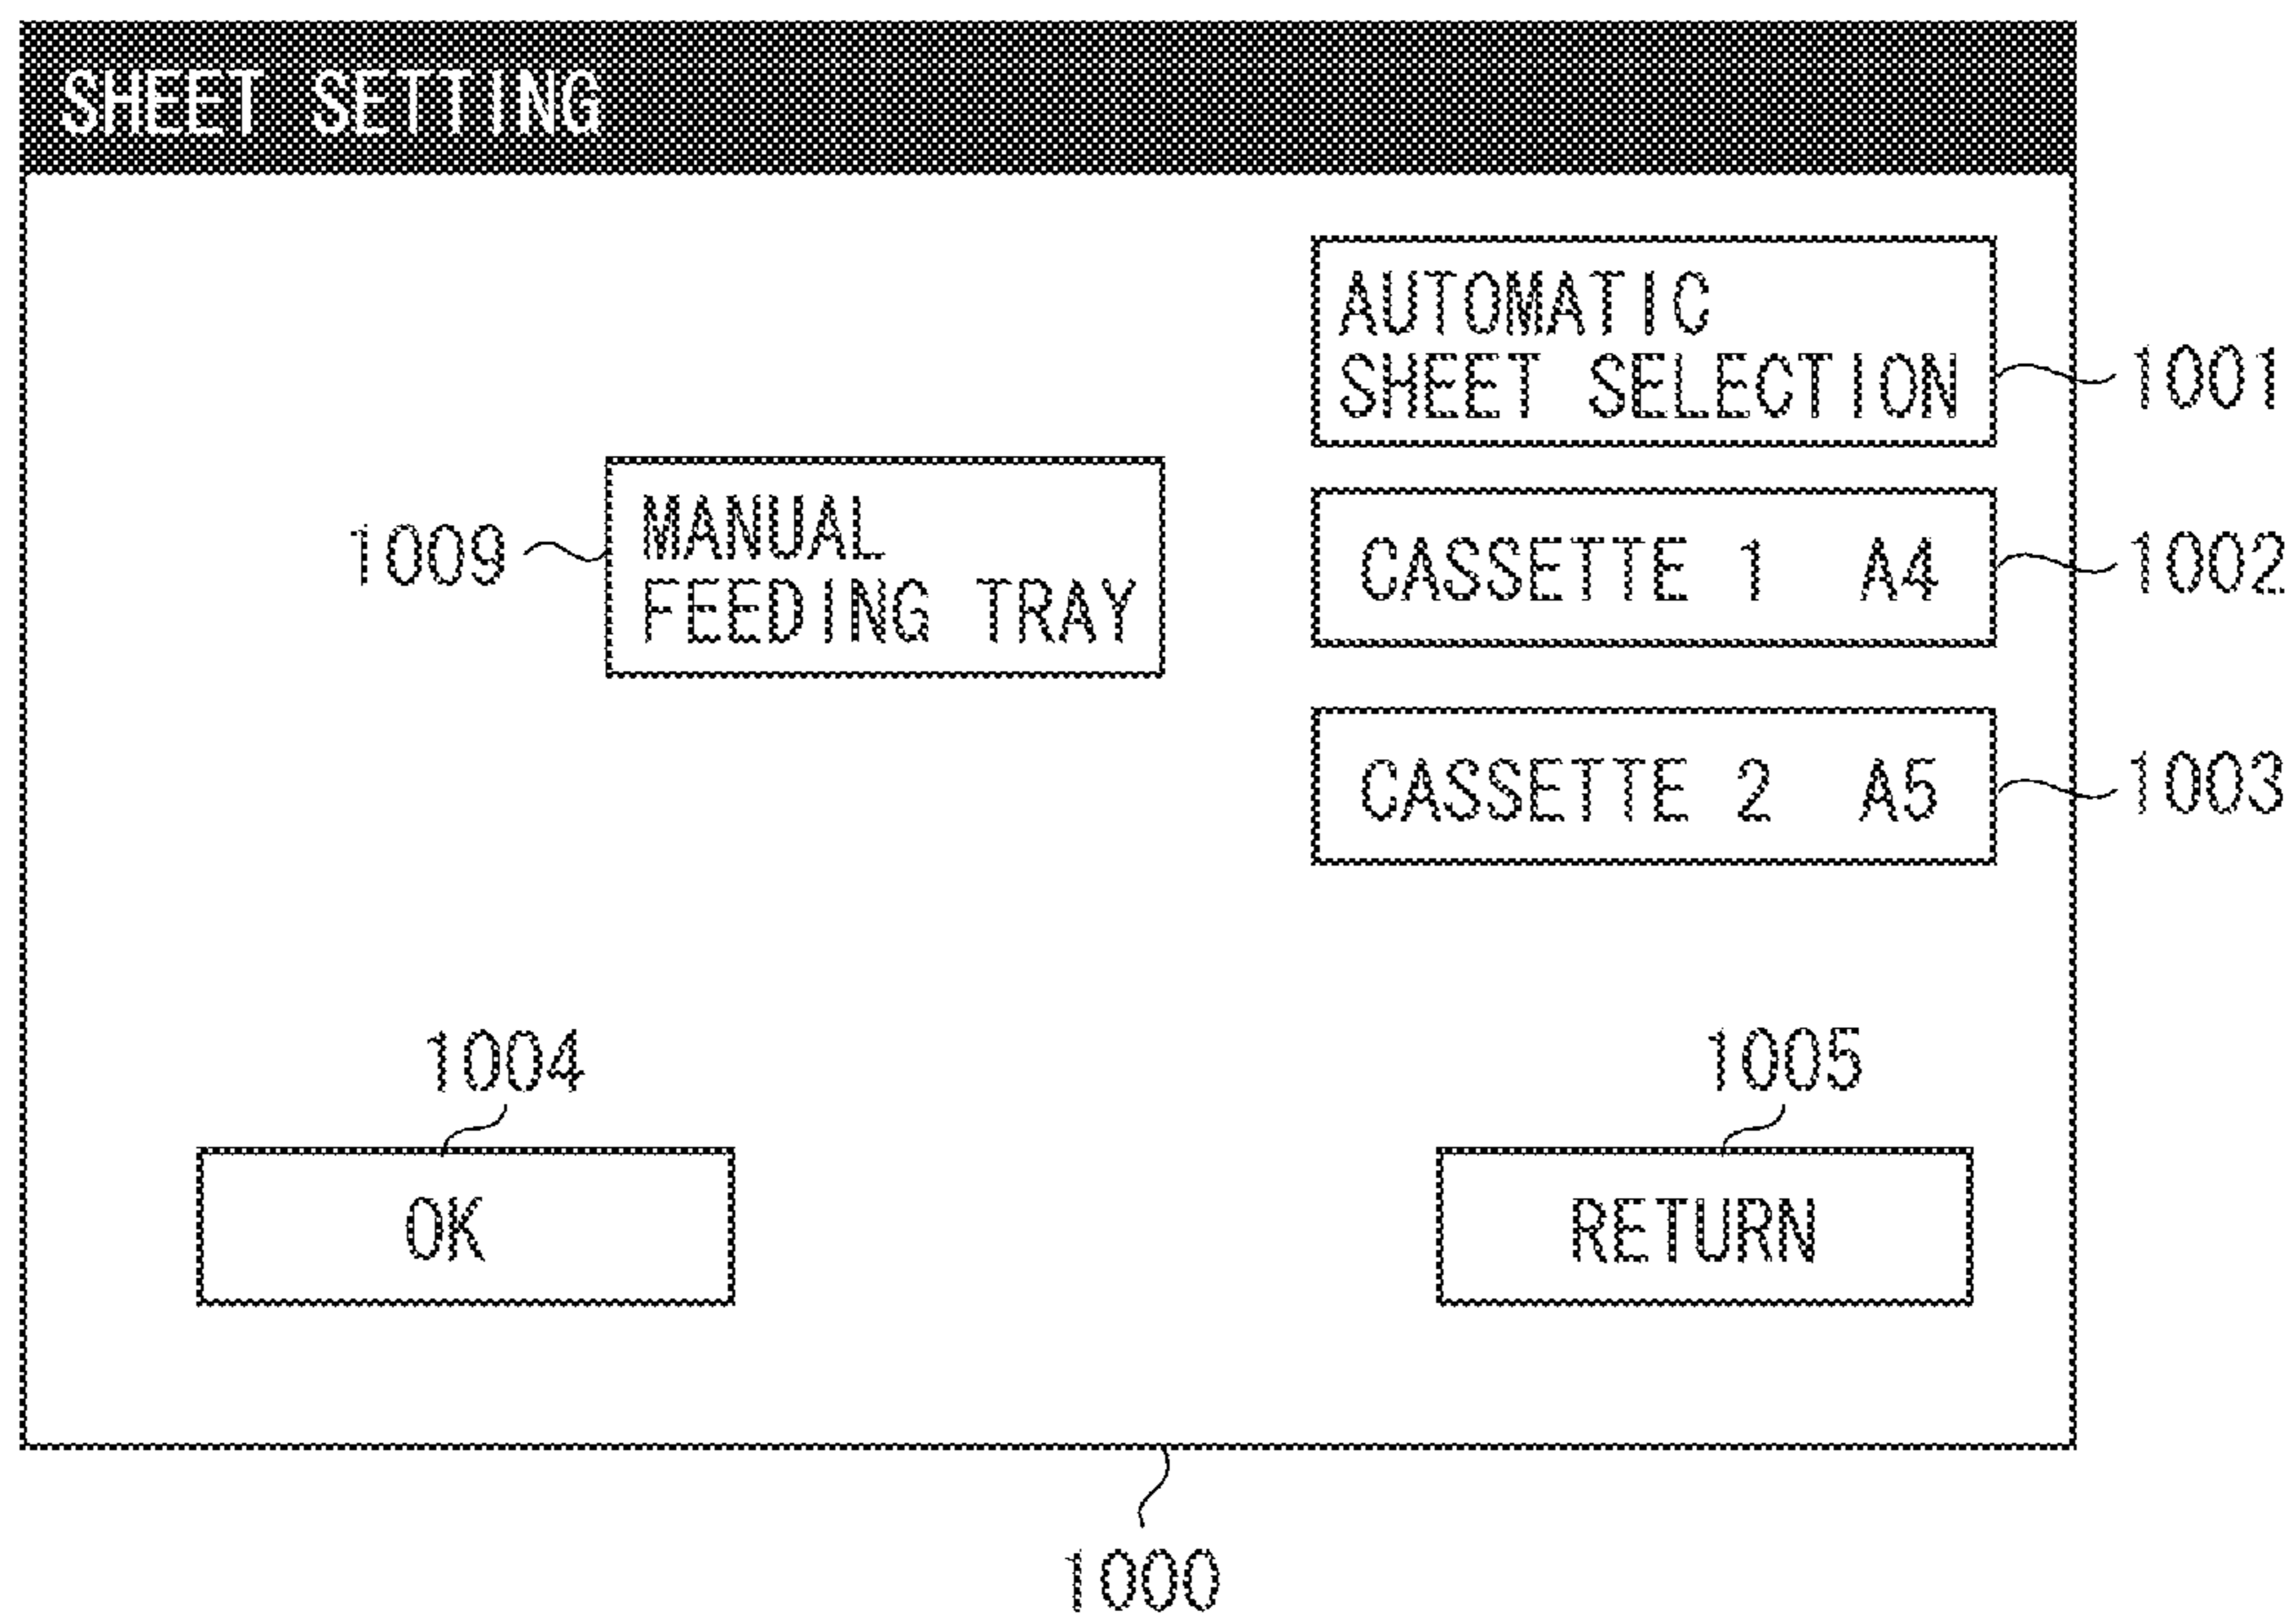 SHEET SETTING
AUTOMATIC
SHEET SELECTION
1001
MANUAL
FEEDING TRAY
1009
CASSETTE 1 A4
1002
CASSETTE 2 A5
1003
1004
OK
1005
RETURN
1000